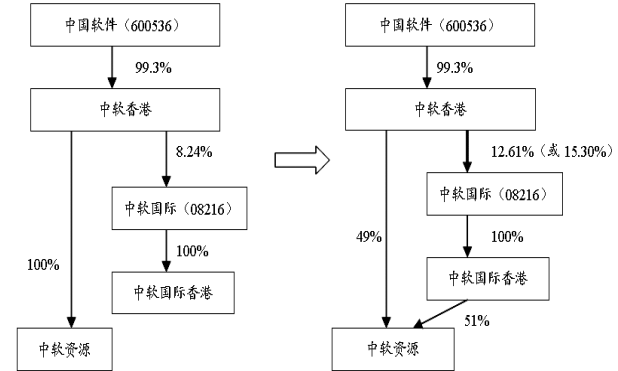 中国软件（600536）
99.3%
中软香港
8.24%
中软国际（08216）
100%
100%
中软国际香港
中软资源
中国软件（600536）
99.3%
中软香港
12.61%（或 15.30%）
中软国际（08216）
49%
100%
中软国际香港
51%
中软资源